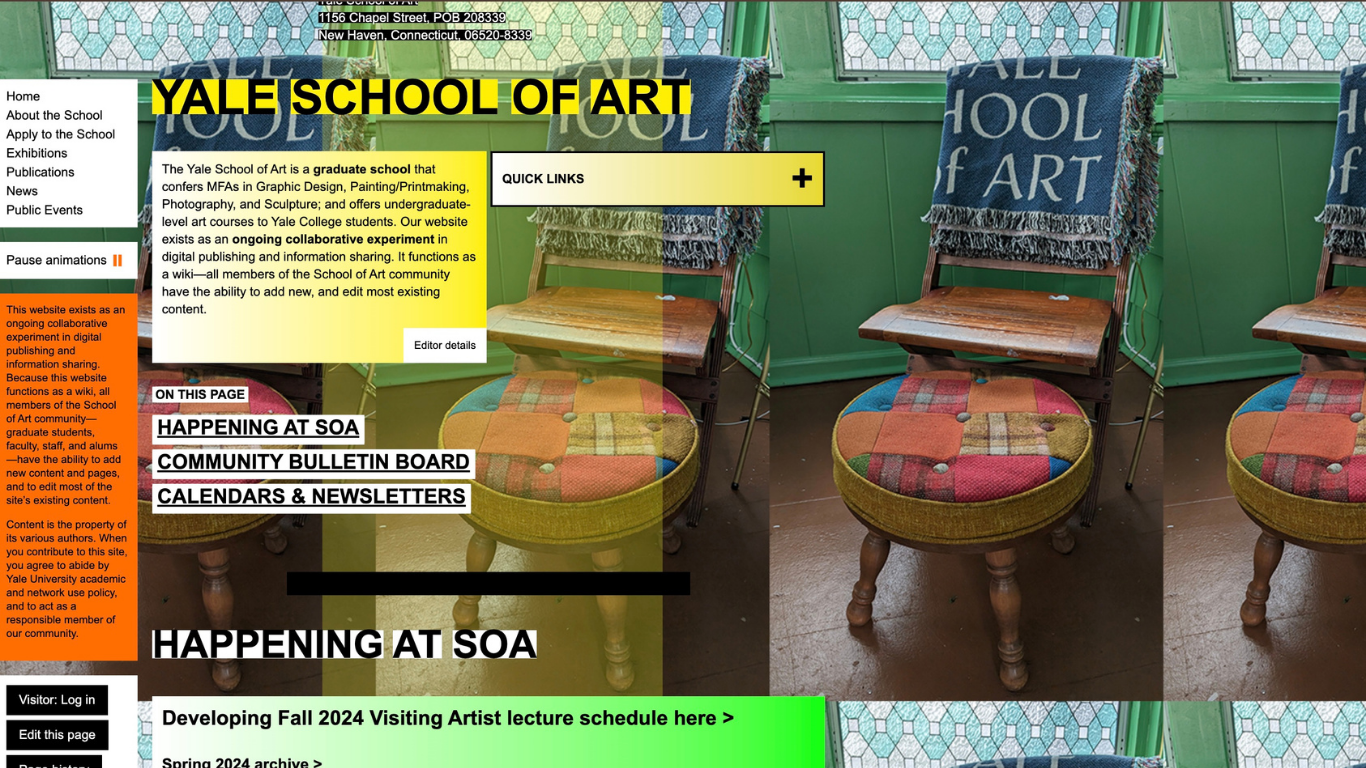 Yale School of Art
1156 Chapel Street, POB 208339
New Haven, Connecticut, 06520-8339
YALE SCHOOL OF ART
Home
About the School
Apply to the School
Exhibitions
Publications
News
Public Events
Pause animations
This website exists as an
ongoing collaborative
experiment in digital
publishing and
information sharing.
Because this website
functions as a wiki, all
members of the School
of Art community—
graduate students,
faculty, staff, and alums
—have the ability to add
new content and pages,
and to edit most of the
site's existing content.
Content is the property of
its various authors. When
you contribute to this site,
you agree to abide by
Yale University academic
and network use policy,
and to act as a
responsible member of
our community.
Visitor: Log in
Edit this page
Page history
The Yale School of Art is a graduate school that
confers MFAs in Graphic Design, Painting/Printmaking,
Photography, and Sculpture; and offers undergraduate-
level art courses to Yale College students. Our website
exists as an ongoing collaborative experiment in
digital publishing and information sharing. It functions as
a wiki—all members of the School of Art community
have the ability to add new, and edit most existing
content.
Editor details
QUICK LINKS
ON THIS PAGE
HAPPENING AT SOA
COMMUNITY BULLETIN BOARD
CALENDARS & NEWSLETTERS
HAPPENING AT SOA
Developing Fall 2024 Visiting Artist lecture schedule here >
Spring 2024 archive >
YALE
HOOL
of ART